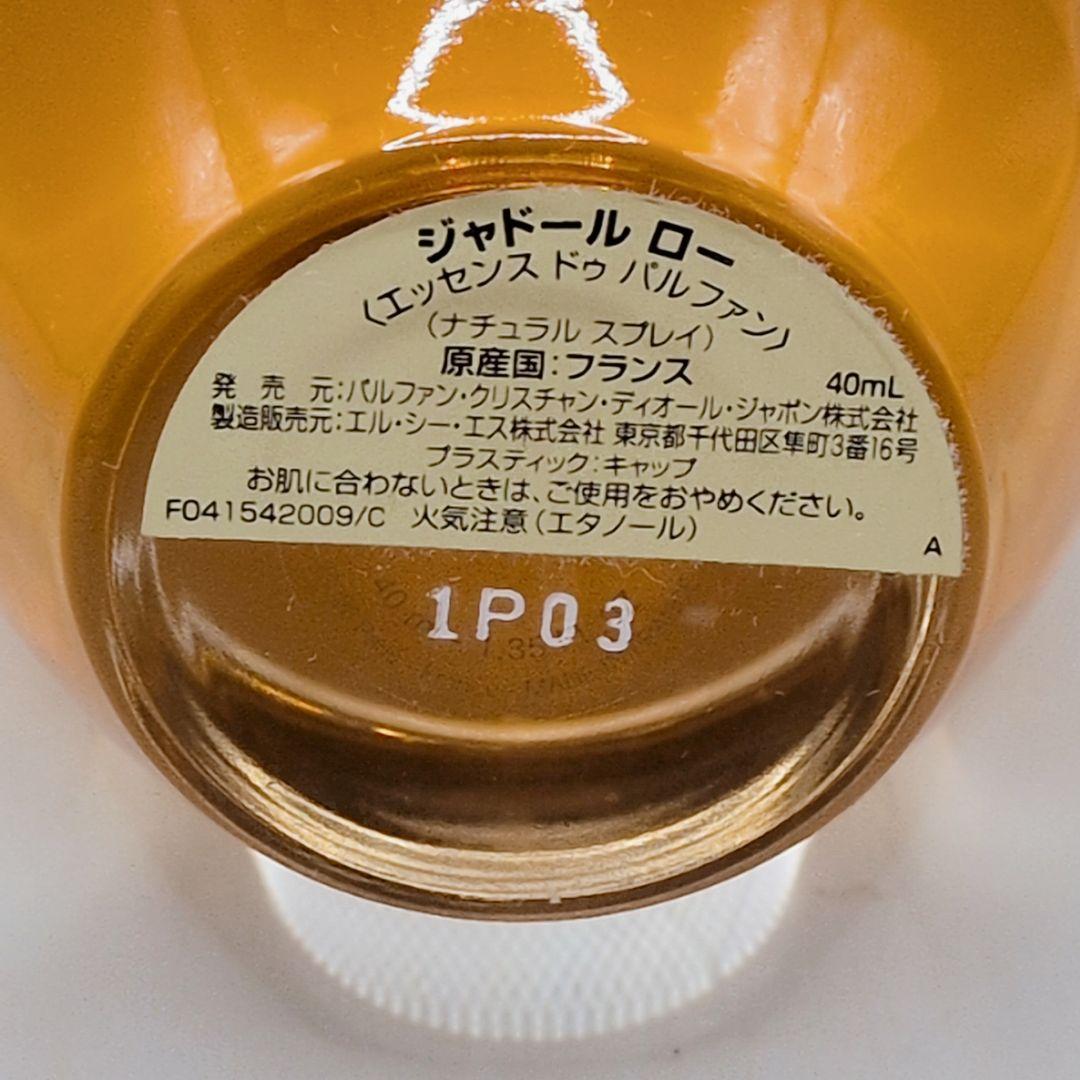 ジャドール ロー
〈エッセンス ドゥ パルファン〉
（ナチュラル スプレイ）
原産国：フランス
40mL
発売元：パルファン・クリスチャン・ディオール・ジャポン株式会社
製造販売元：エル・シー・エス株式会社 東京都千代田区隼町3番16号
プラスティック：キャップ
お肌に合わないときは、ご使用をおやめください。
F041542009/C 火気注意（エタノール）
A
1P03